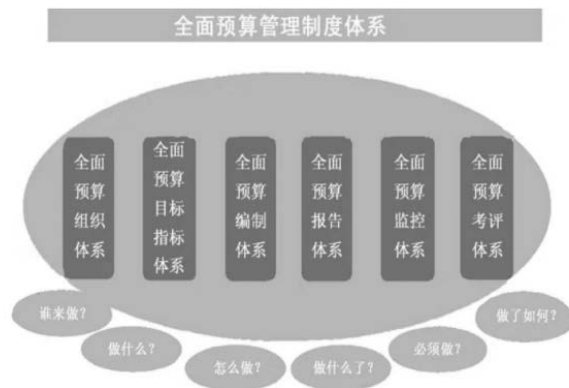 全面预算管理制度体系
全面
预算
组织
体系
全面
预算
目标
指标
体系
全面
预算
编制
体系
全面
预算
报告
体系
全面
预算
监控
体系
全面
预算
考评
体系
谁来做？
做什么？
怎么做？
做什么了？
必须做？
做了如何？